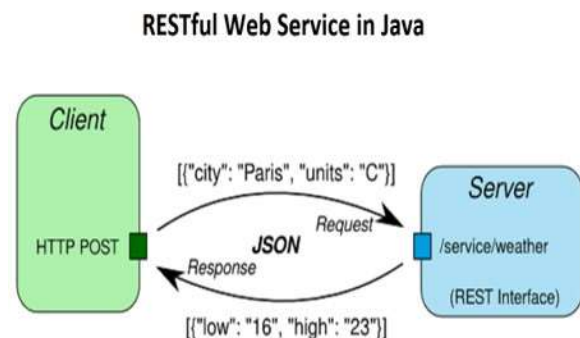 RESTful Web Service in Java
Client
[{"city": "Paris", "units": "C"}]
Server
Request
HTTP POST
JSON
/service/weather
Response
(REST Interface)
[{"low": "16", "high": "23"}]